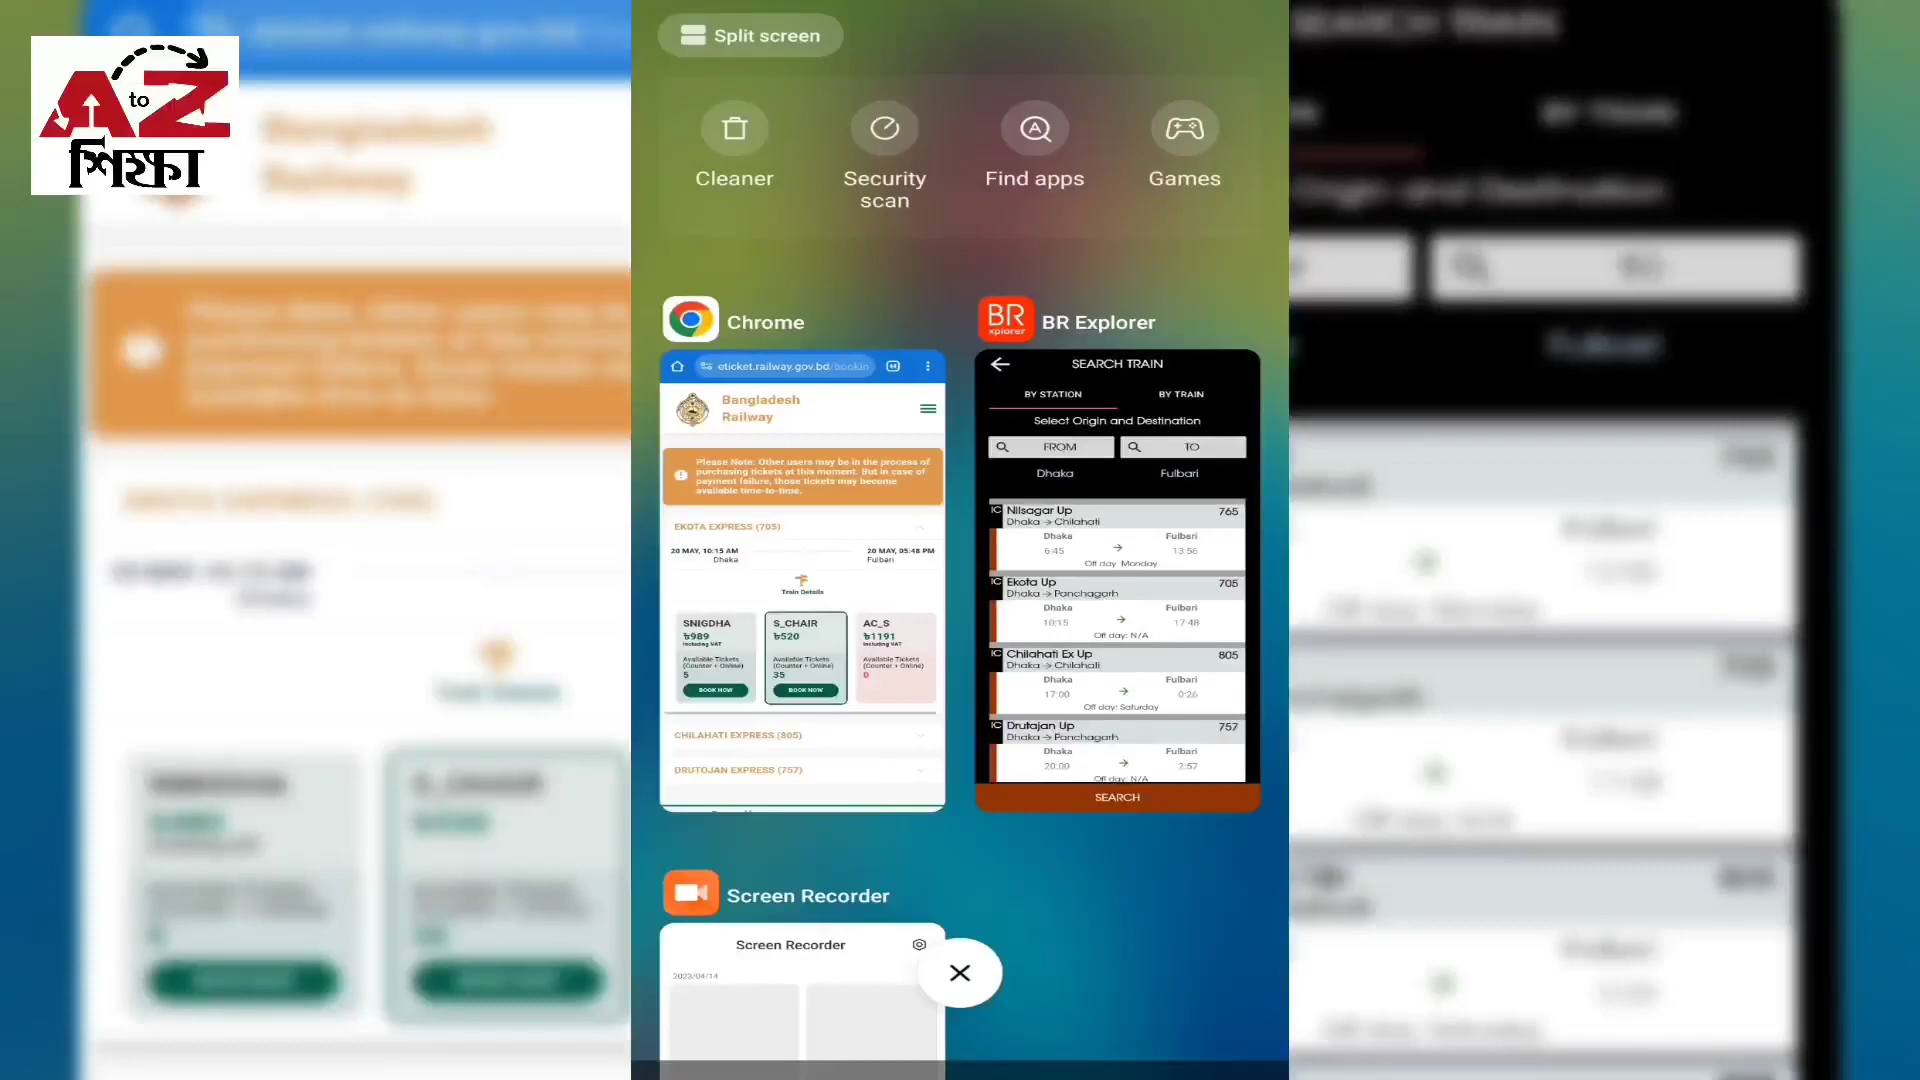 A to Z
শিক্ষা
Split screen
Cleaner
Security scan
Find apps
Games
Chrome
eticket.railway.gov.bd/bookin
Bangladesh
Railway
Please Note: Other users may be in the process of
purchasing tickets at this moment. But in case of
payment failure, those tickets may become
available time-to-time.
EKOTA EXPRESS (705)
20 MAY, 10:15 AM
Dhaka
20 MAY, 05:48 PM
Fulbari
Train Details
SNIGDHA
৳989
Including VAT
Available Tickets
(Counter + Online)
5
BOOK NOW
S_CHAIR
৳520
Available Tickets
(Counter + Online)
35
BOOK NOW
AC_S
৳1191
Including VAT
Available Tickets
(Counter + Online)
0
CHILAHATI EXPRESS (805)
DRUTOJAN EXPRESS (757)
BR
xplorer
BR Explorer
SEARCH TRAIN
BY STATION
BY TRAIN
Select Origin and Destination
FROM
TO
Dhaka
Fulbari
IC Nilsagar Up 765
Dhaka → Chilahati
Dhaka → Fulbari
6:45 13:56
Off day: Monday
IC Ekota Up 705
Dhaka → Panchagarh
Dhaka → Fulbari
10:15 17:48
Off day: N/A
IC Chilahati Ex Up 805
Dhaka → Chilahati
Dhaka → Fulbari
17:00 0:26
Off day: Saturday
IC Drutajan Up 757
Dhaka → Panchagarh
Dhaka → Fulbari
20:00 2:57
Off day: N/A
SEARCH
Screen Recorder
Screen Recorder
2023/04/14